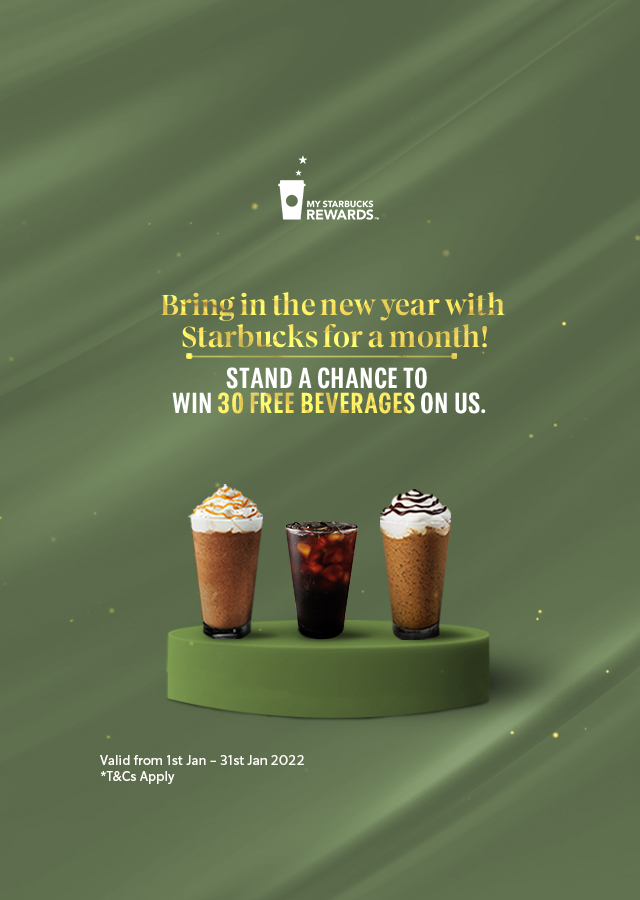 MY STARBUCKS
REWARDS™
Bring in the new year with
Starbucks for a month!
STAND A CHANCE TO
WIN 30 FREE BEVERAGES ON US.
Valid from 1st Jan – 31st Jan 2022
*T&Cs Apply